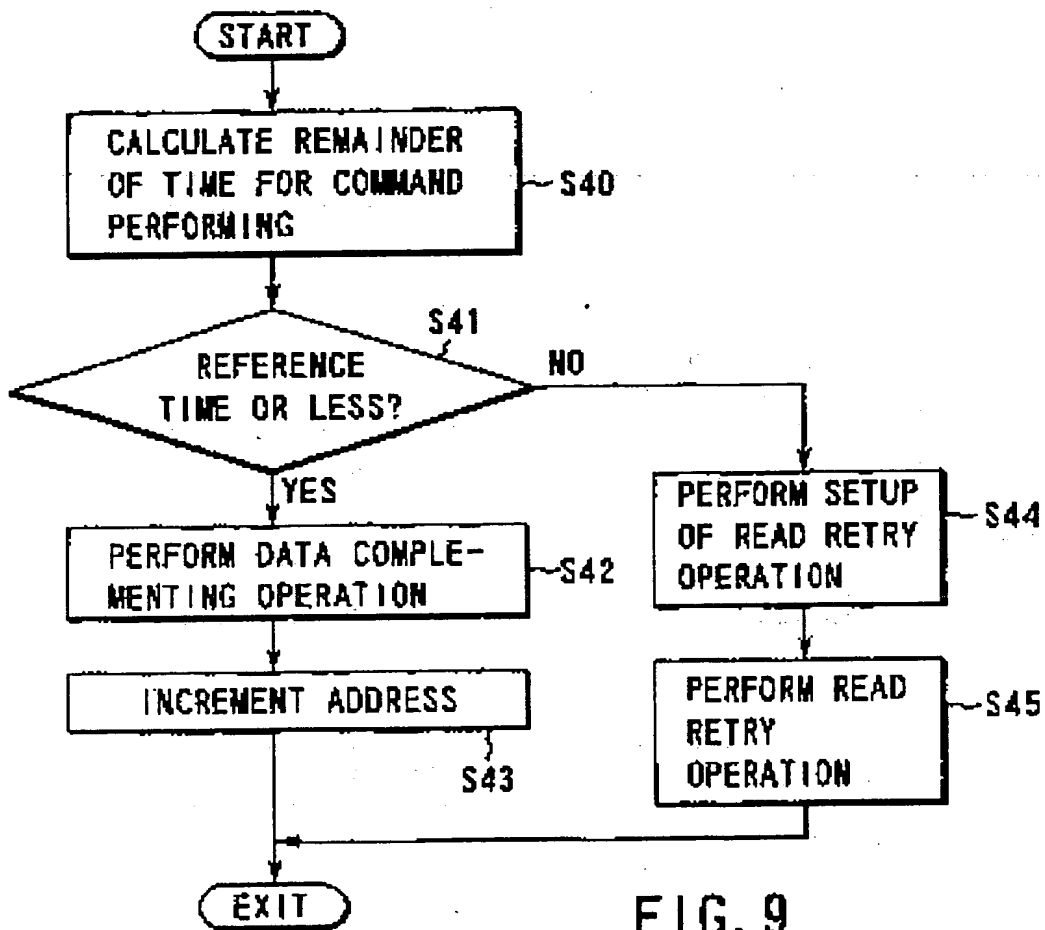 START
CALCULATE REMAINDER
OF TIME FOR COMMAND
PERFORMING
S40
S41
REFERENCE
TIME OR LESS?
NO
YES
PERFORM DATA COMPLE-
MENTING OPERATION
S42
INCREMENT ADDRESS
S43
PERFORM SETUP
OF READ RETRY
OPERATION
S44
PERFORM READ
RETRY
OPERATION
S45
EXIT
FIG. 9